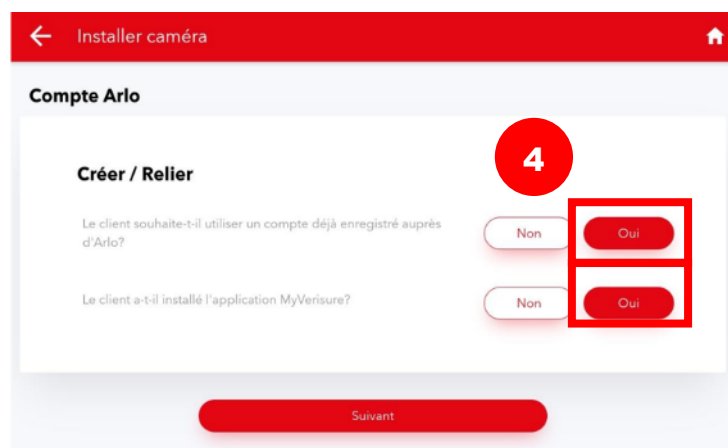 Installer caméra
Compte Arlo
4
Créer / Relier
Le client souhaite-t-il utiliser un compte déjà enregistré auprès
d'Arlo?
Non
Oui
Le client a-t-il installé l'application MyVerisure?
Non
Oui
Suivant